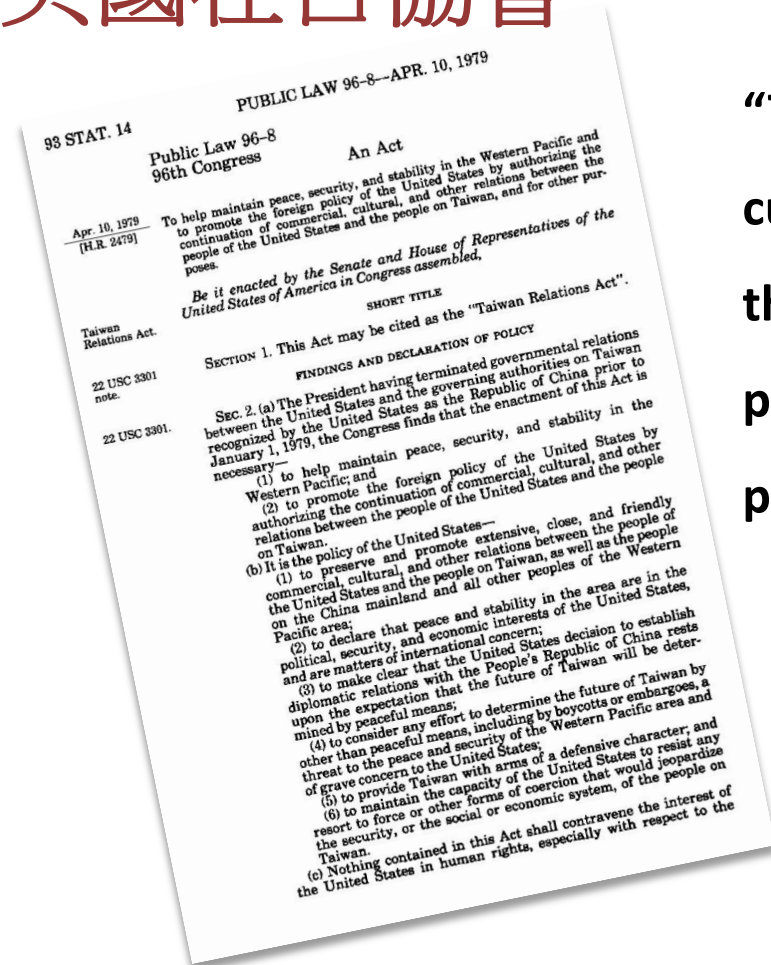 美國在台協會
PUBLIC LAW 96–8—APR. 10, 1979
93 STAT. 14
Public Law 96–8
96th Congress
An Act
Apr. 10, 1979
[H.R. 2479]
To help maintain peace, security, and stability in the Western Pacific and
to promote the foreign policy of the United States by authorizing the
continuation of commercial, cultural, and other relations between the
people of the United States and the people on Taiwan, and for other pur-
poses.
Be it enacted by the Senate and House of Representatives of the
United States of America in Congress assembled,
SHORT TITLE
Taiwan
Relations Act.
SECTION 1. This Act may be cited as the "Taiwan Relations Act".
22 USC 3301
note.
FINDINGS AND DECLARATION OF POLICY
22 USC 3301.
SEC. 2. (a) The President having terminated governmental relations
between the United States and the governing authorities on Taiwan
recognized by the United States as the Republic of China prior to
January 1, 1979, the Congress finds that the enactment of this Act is
necessary—
(1) to help maintain peace, security, and stability in the
Western Pacific; and
(2) to promote the foreign policy of the United States by
authorizing the continuation of commercial, cultural, and other
relations between the people of the United States and the people
on Taiwan.
(b) It is the policy of the United States—
(1) to preserve and promote extensive, close, and friendly
commercial, cultural, and other relations between the people of
the United States and the people on Taiwan, as well as the people
on the China mainland and all other peoples of the Western
Pacific area;
(2) to declare that peace and stability in the area are in the
political, security, and economic interests of the United States,
and are matters of international concern;
(3) to make clear that the United States decision to establish
diplomatic relations with the People's Republic of China rests
upon the expectation that the future of Taiwan will be deter-
mined by peaceful means;
(4) to consider any effort to determine the future of Taiwan by
other than peaceful means, including by boycotts or embargoes, a
threat to the peace and security of the Western Pacific area and
of grave concern to the United States;
(5) to provide Taiwan with arms of a defensive character; and
(6) to maintain the capacity of the United States to resist any
resort to force or other forms of coercion that would jeopardize
the security, or the social or economic system, of the people on
Taiwan.
(c) Nothing contained in this Act shall contravene the interest of
the United States in human rights, especially with respect to the
“t
cu
th
p
p